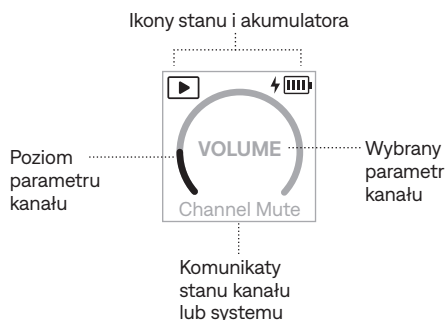 Ikony stanu i akumulatora
VOLUME
Channel Mute
Poziom
parametru
kanału
Wybrany
parametr
kanału
Komunikaty
stanu kanału
lub systemu